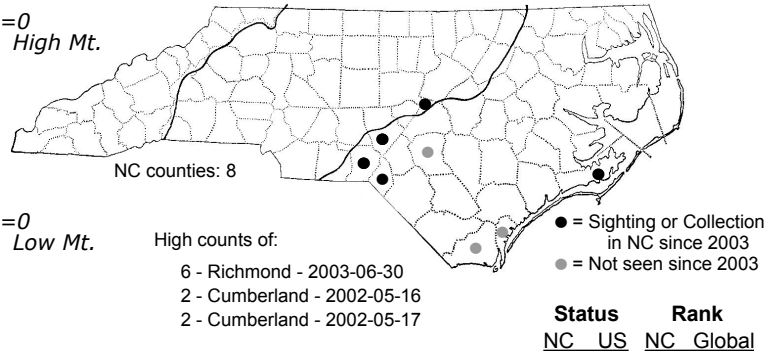 =0
High Mt.
NC counties: 8
=0
Low Mt.
High counts of:
6 - Richmond - 2003-06-30
2 - Cumberland - 2002-05-16
2 - Cumberland - 2002-05-17
● = Sighting or Collection
in NC since 2003
● = Not seen since 2003
Status Rank
NC US NC Global